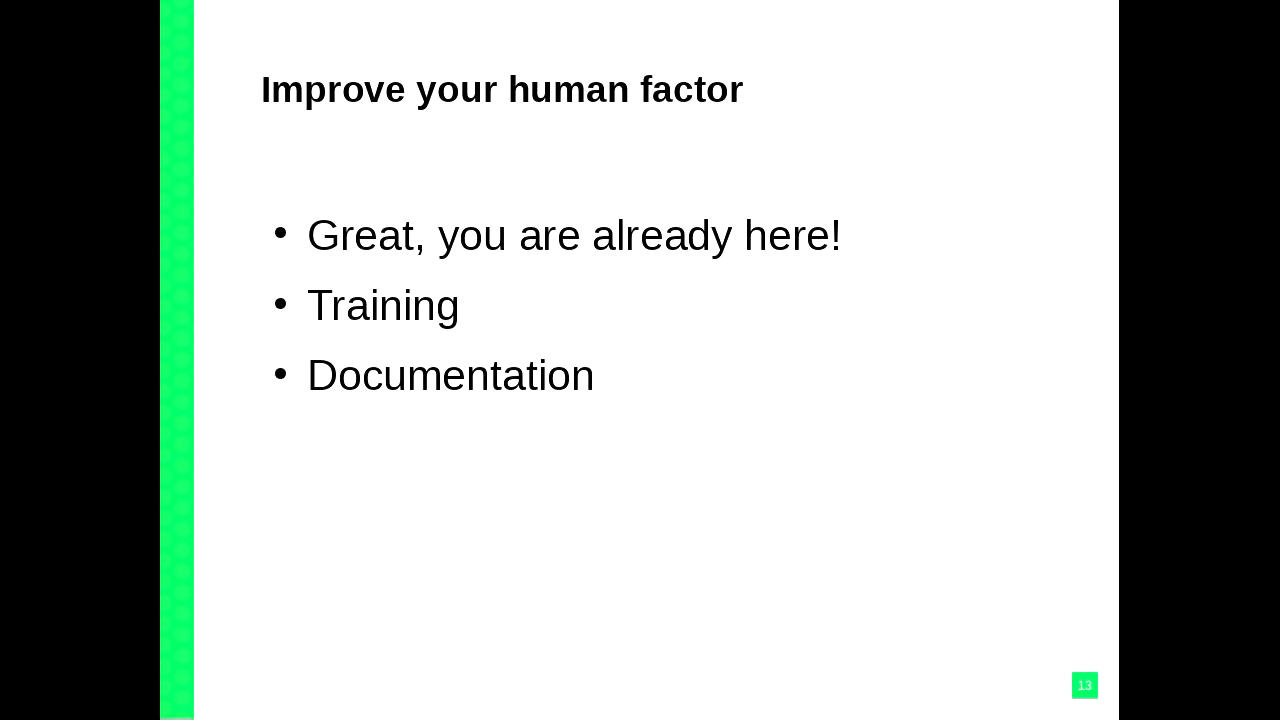 Improve your human factor
• Great, you are already here!
• Training
• Documentation
13